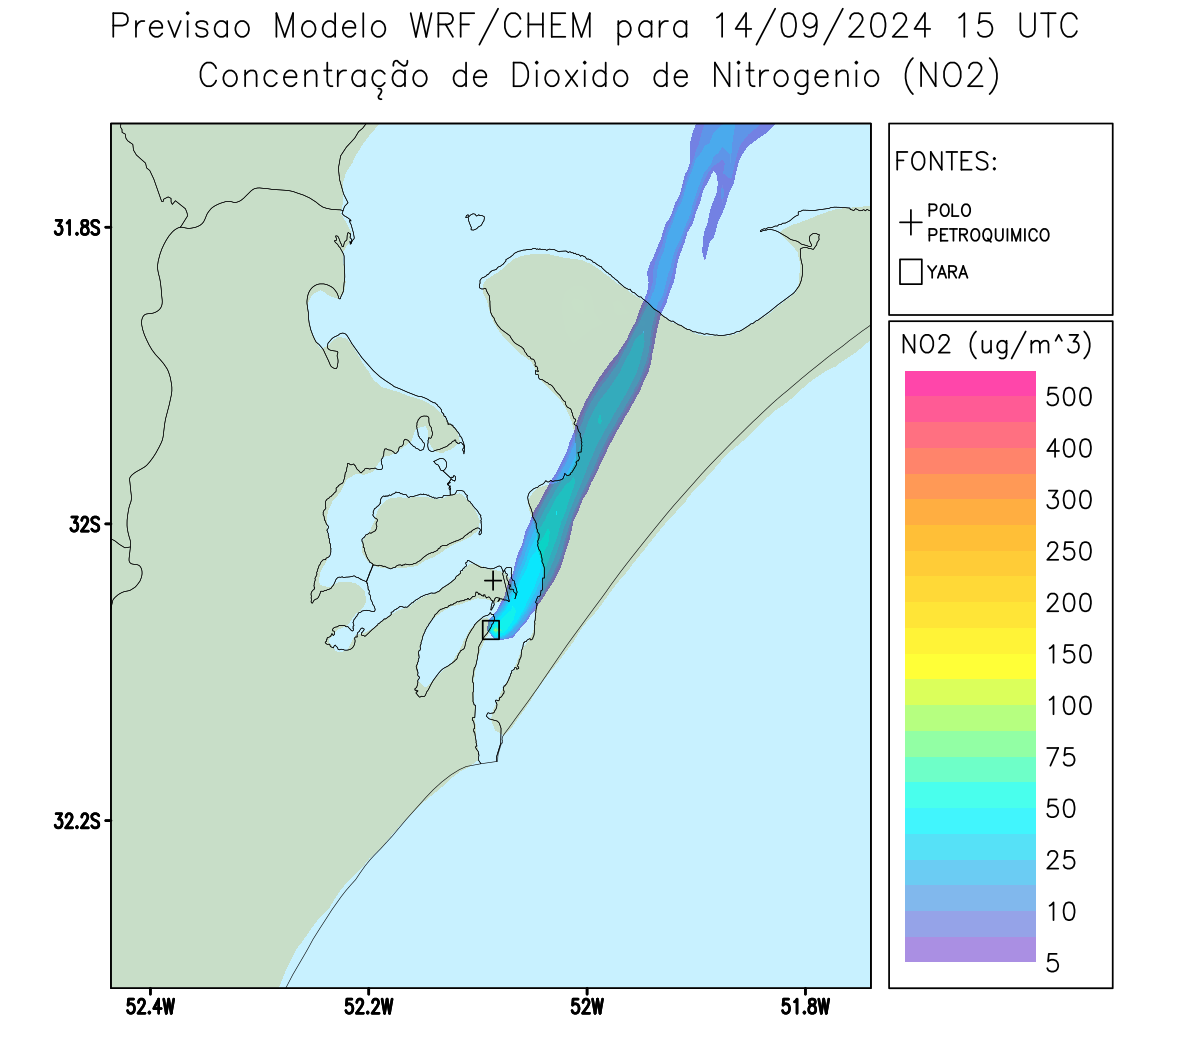 Previsao Modelo WRF/CHEM para 14/09/2024 15 UTC
Concentração de Dioxido de Nitrogenio (NO2)
FONTES:
POLO
PETROQUIMICO
YARA
NO2 (ug/m^3)
500
400
300
250
200
150
100
75
50
25
10
5
31.8S
32S
32.2S
52.4W
52.2W
52W
51.8W